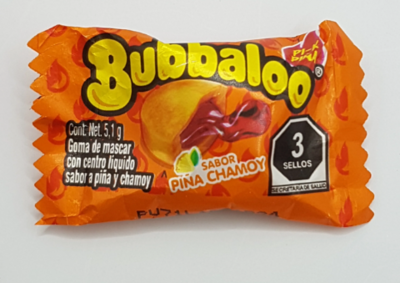 Bubbaloo®
Cont. Net. 5,1 g
Goma de mascar
con centro líquido
sabor a piña y chamoy
SABOR
PIÑA CHAMOY
3
SELLOS
SECRETARÍA DE SALUD